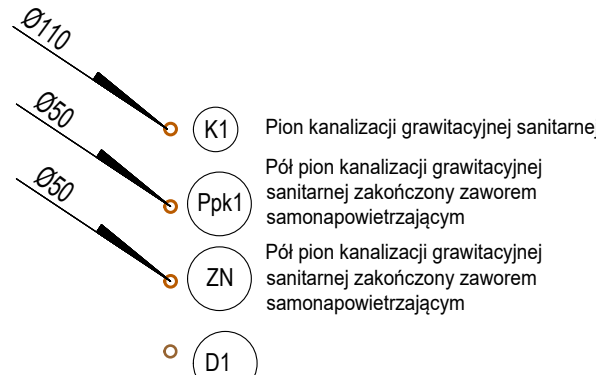 Ø110
K1
Pion kanalizacji grawitacyjnej sanitarnej
Ø50
Ppk1
Pół pion kanalizacji grawitacyjnej
sanitarnej zakończony zaworem
samonapowietrzającym
Ø50
ZN
Pół pion kanalizacji grawitacyjnej
sanitarnej zakończony zaworem
samonapowietrzającym
D1